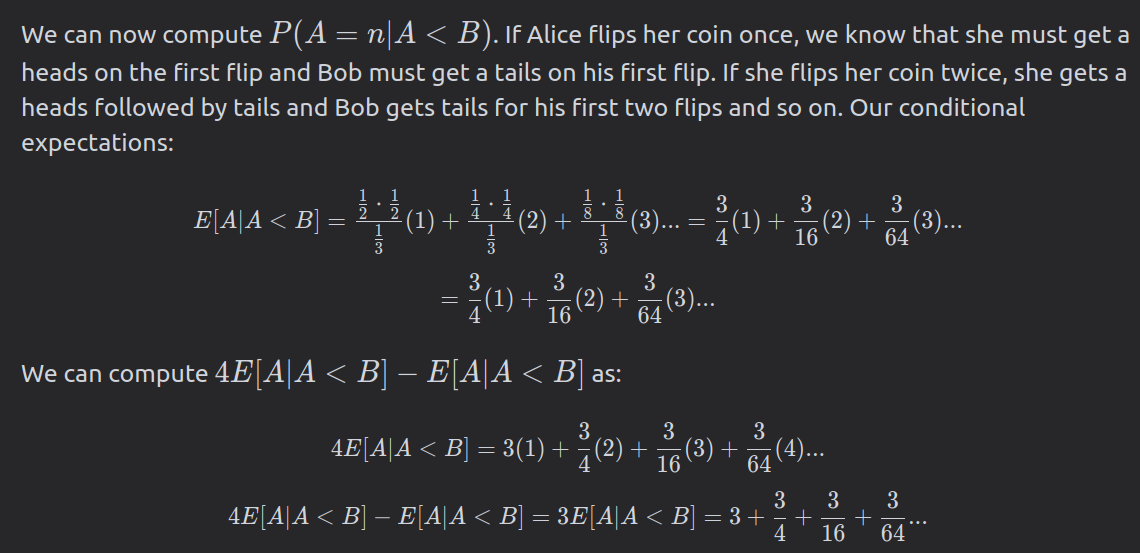 We can now compute P(A = n|A < B). If Alice flips her coin once, we know that she must get a
heads on the first flip and Bob must get a tails on his first flip. If she flips her coin twice, she gets a
heads followed by tails and Bob gets tails for his first two flips and so on. Our conditional
expectations:
E[A|A < B] = \frac{\frac{1}{2} \cdot \frac{1}{2}}{\frac{1}{3}}(1) + \frac{\frac{1}{4} \cdot \frac{1}{4}}{\frac{1}{3}}(2) + \frac{\frac{1}{8} \cdot \frac{1}{8}}{\frac{1}{3}}(3)... = \frac{3}{4}(1) + \frac{3}{16}(2) + \frac{3}{64}(3)...
= \frac{3}{4}(1) + \frac{3}{16}(2) + \frac{3}{64}(3)...
We can compute 4E[A|A < B] − E[A|A < B] as:
4E[A|A < B] = 3(1) + \frac{3}{4}(2) + \frac{3}{16}(3) + \frac{3}{64}(4)...
4E[A|A < B] − E[A|A < B] = 3E[A|A < B] = 3 + \frac{3}{4} + \frac{3}{16} + \frac{3}{64}...